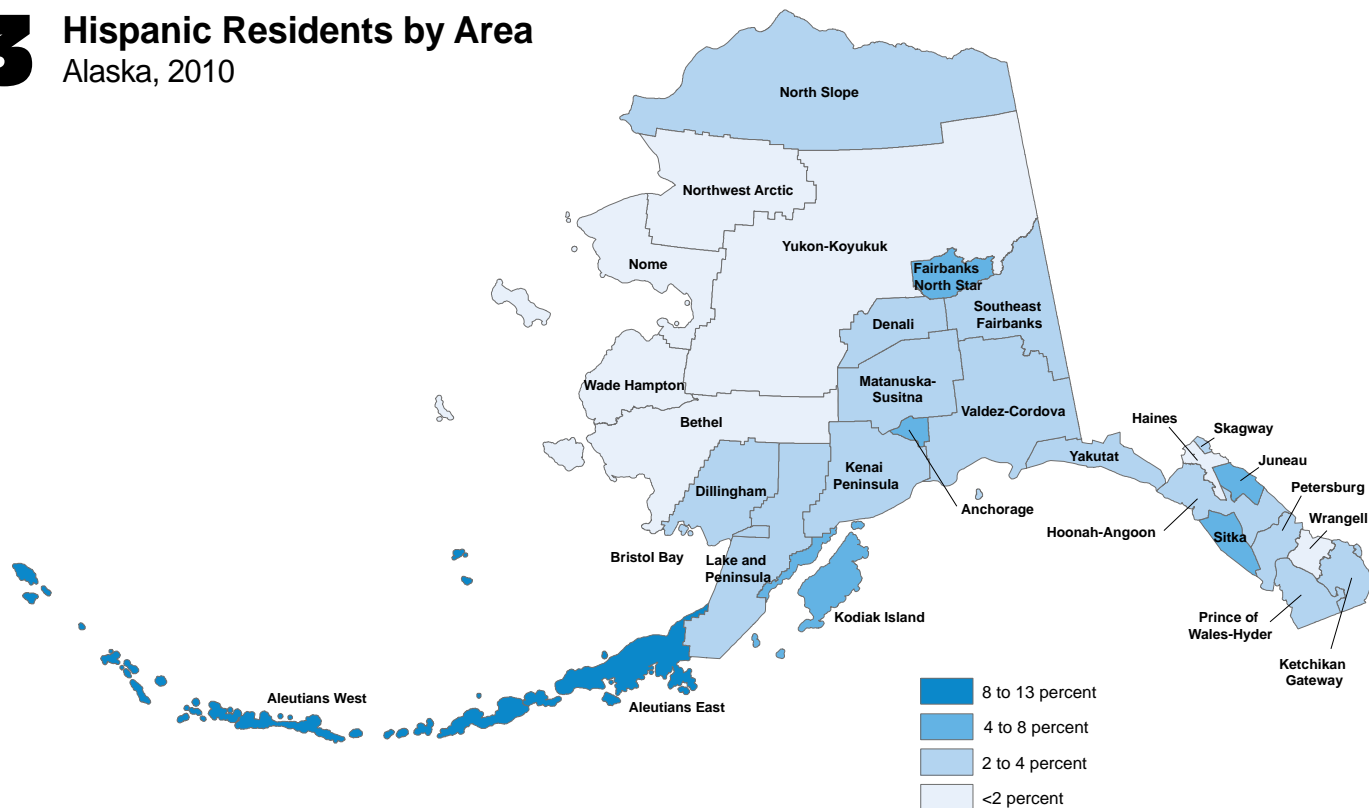 3
Hispanic Residents by Area
Alaska, 2010
North Slope
Northwest Arctic
Yukon-Koyukuk
Nome
Fairbanks
North Star
Southeast
Fairbanks
Denali
Wade Hampton
Matanuska-
Susitna
Valdez-Cordova
Bethel
Haines
Skagway
Yakutat
Juneau
Kenai
Peninsula
Dillingham
Petersburg
Anchorage
Wrangell
Hoonah-Angoon
Sitka
Bristol Bay
Lake and
Peninsula
Kodiak Island
Prince of
Wales-Hyder
Ketchikan
Gateway
Aleutians West
Aleutians East
8 to 13 percent
4 to 8 percent
2 to 4 percent
<2 percent